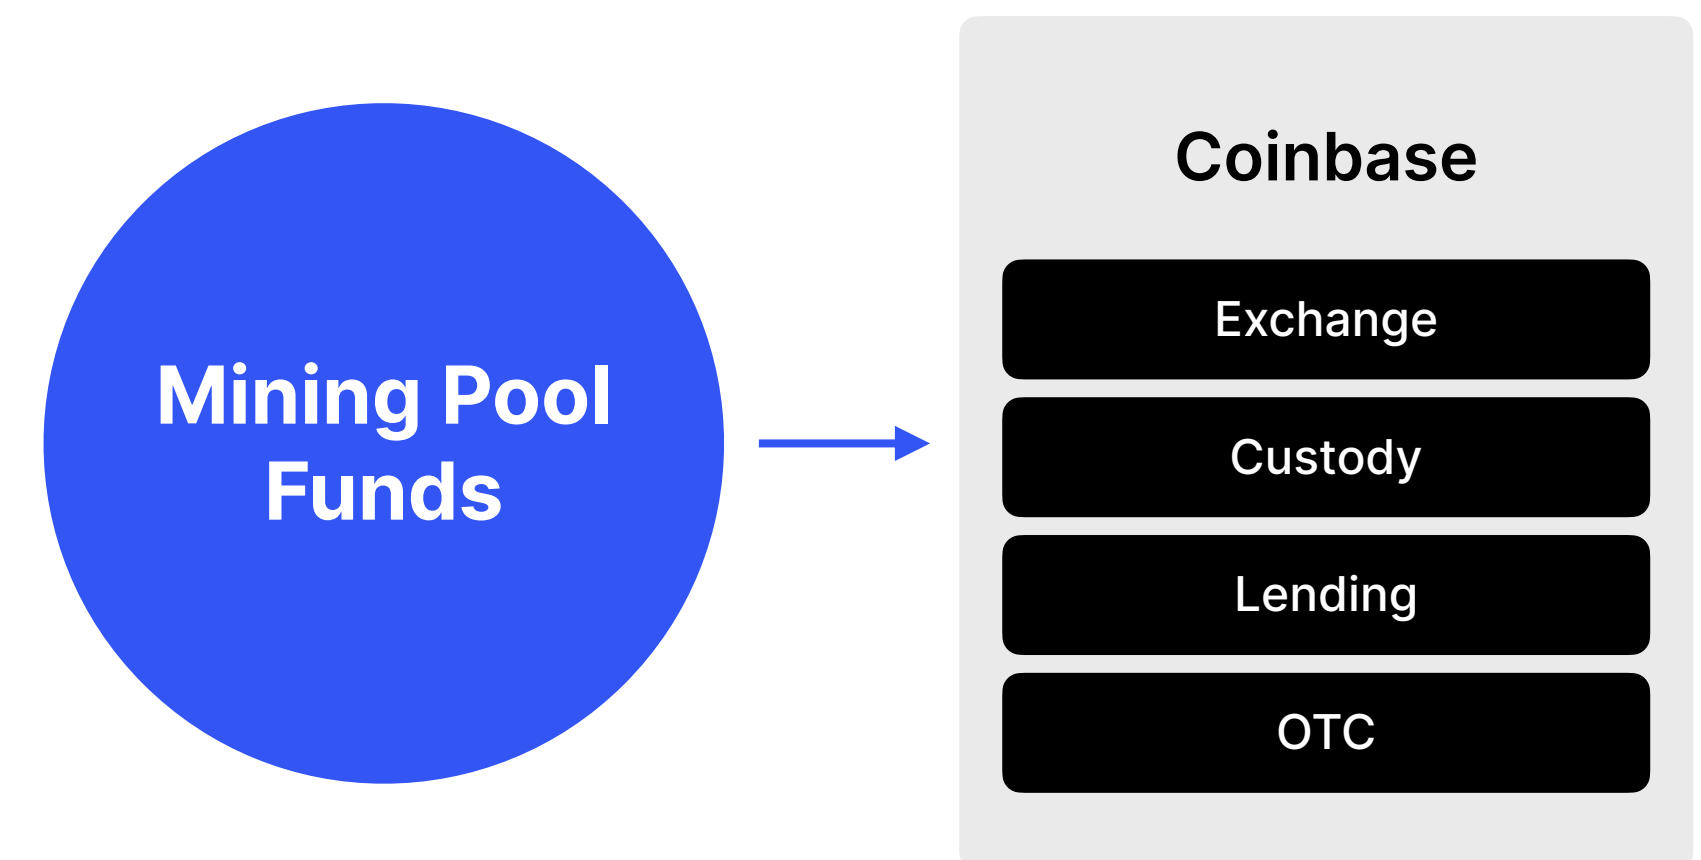 Mining Pool
Funds
Coinbase
Exchange
Custody
Lending
OTC